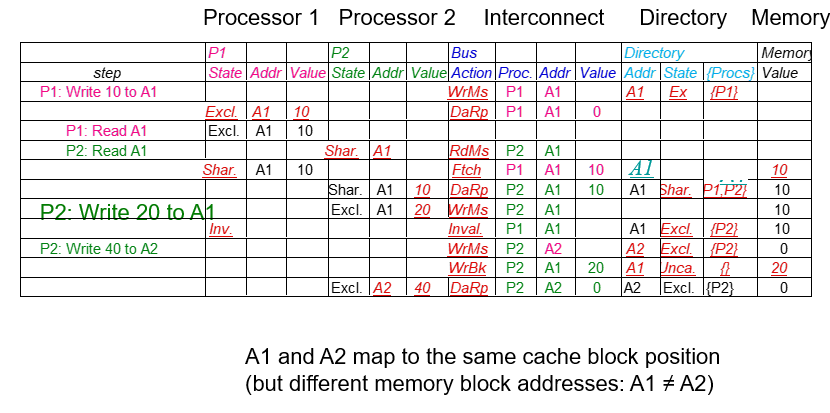 Processor 1 Processor 2 Interconnect Directory Memory
P1 P2 Bus Directory Memory
step State Addr Value State Addr Value Action Proc. Addr Value Addr State {Procs} Value
P1: Write 10 to A1 WrMs P1 A1 A1 Ex {P1}
Excl. A1 10 DaRp P1 A1 0
P1: Read A1 Excl. A1 10
P2: Read A1 Shar. A1 RdMs P2 A1
Shar. A1 10 Ftch P1 A1 10 A1 ... 10
Shar. A1 10 DaRp P2 A1 10 A1 Shar. P1,P2} 10
P2: Write 20 to A1 Excl. A1 20 WrMs P2 A1 10
Inv. Inval. P1 A1 A1 Excl. {P2} 10
P2: Write 40 to A2 WrMs P2 A2 A2 Excl. {P2} 0
WrBk P2 A1 20 A1 Unca. {} 20
Excl. A2 40 DaRp P2 A2 0 A2 Excl. {P2} 0
A1 and A2 map to the same cache block position
(but different memory block addresses: A1 ≠ A2)